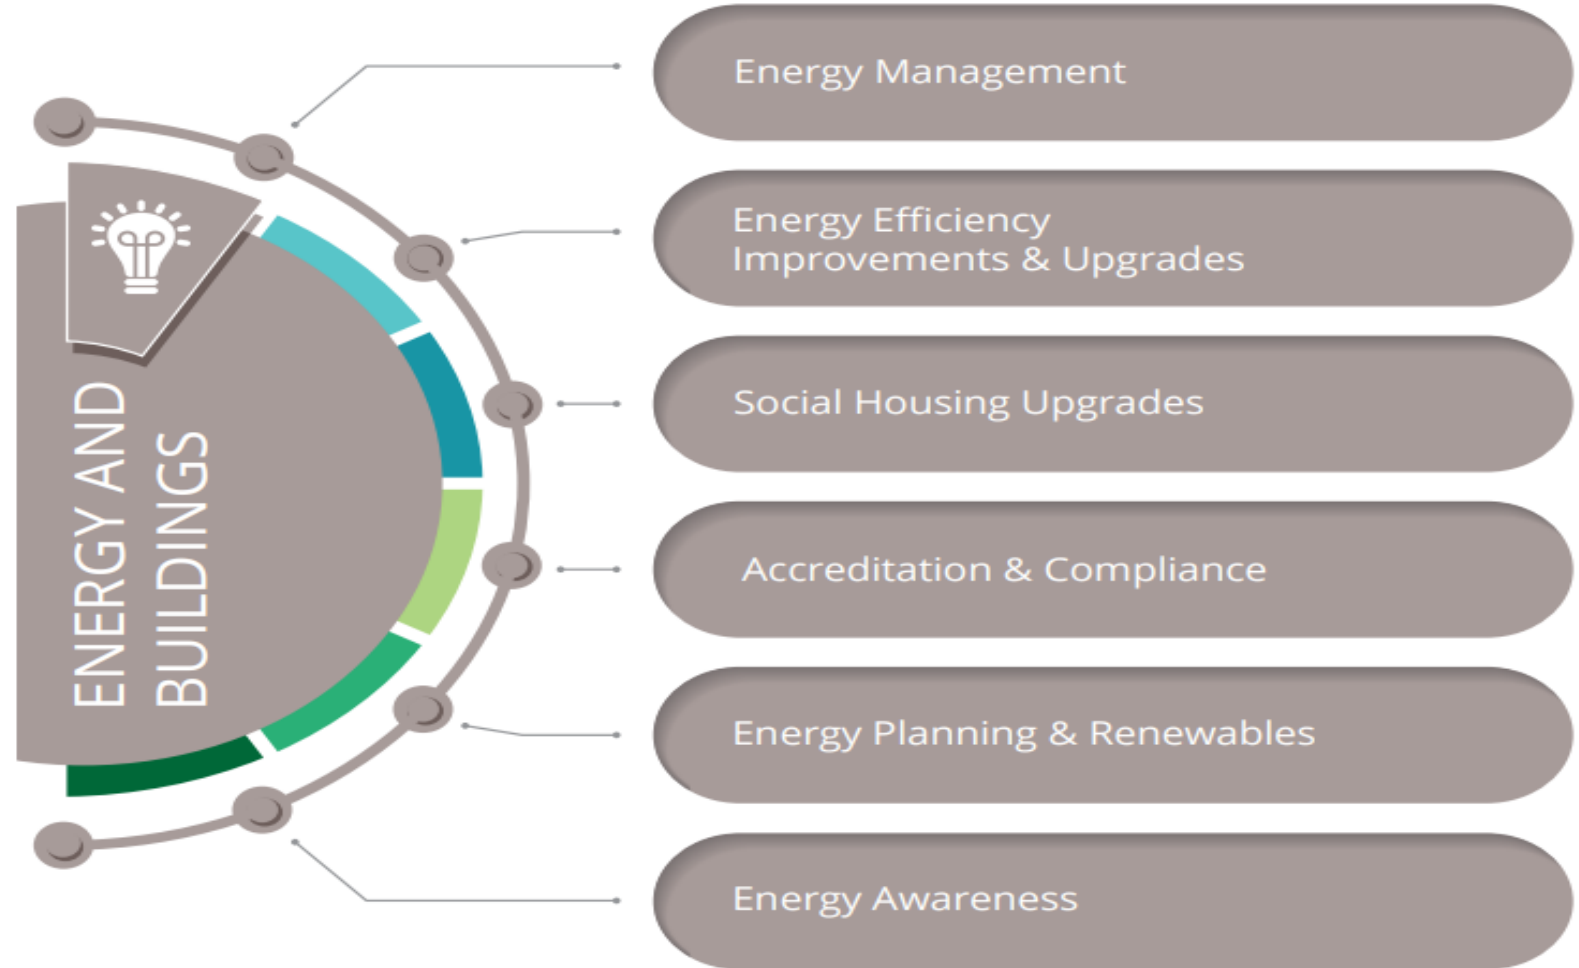 ENERGY AND
BUILDINGS
Energy Management
Energy Efficiency
Improvements & Upgrades
Social Housing Upgrades
Accreditation & Compliance
Energy Planning & Renewables
Energy Awareness